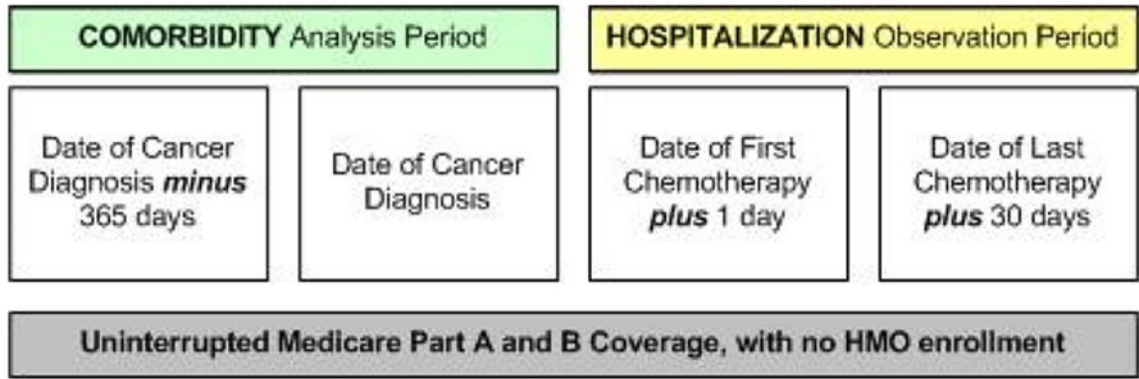 COMORBIDITY Analysis Period
HOSPITALIZATION Observation Period
Date of Cancer
Diagnosis minus
365 days
Date of Cancer
Diagnosis
Date of First
Chemotherapy
plus 1 day
Date of Last
Chemotherapy
plus 30 days
Uninterrupted Medicare Part A and B Coverage, with no HMO enrollment